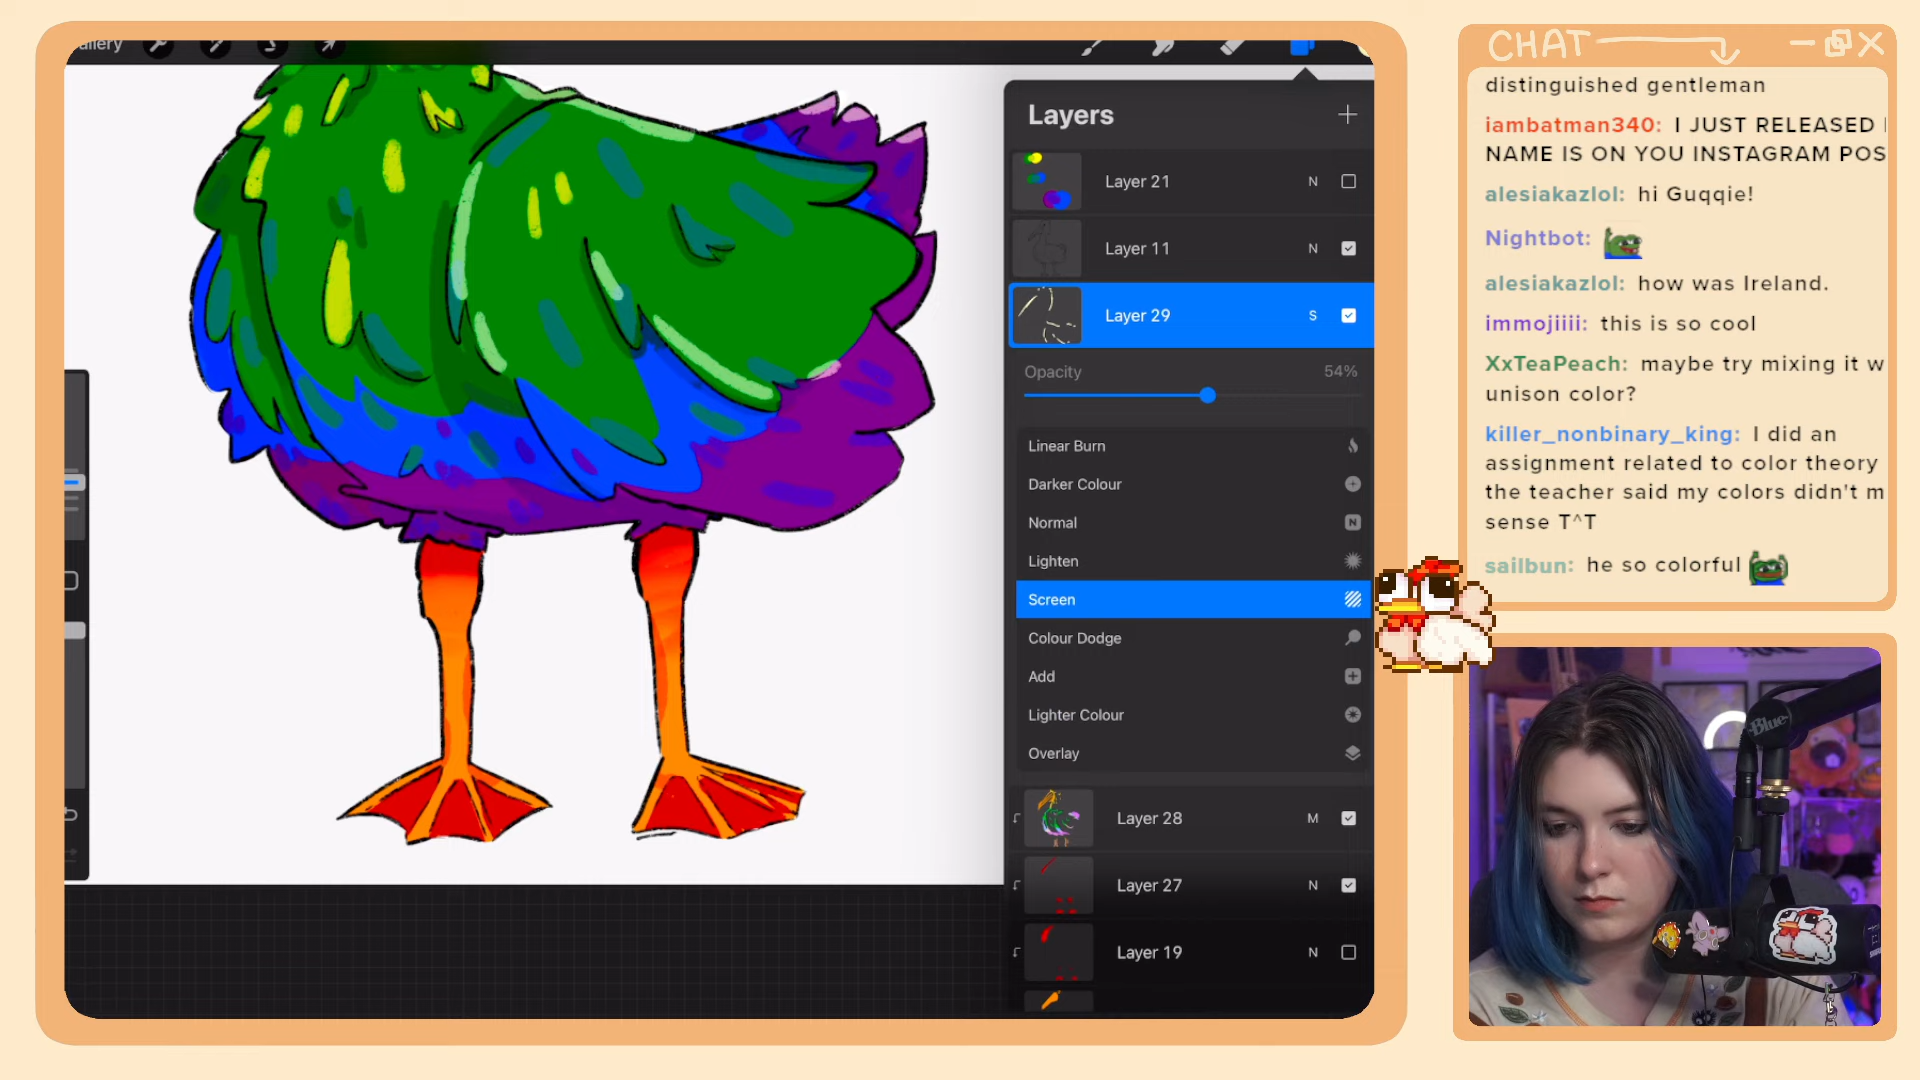 allery
Layers
Layer 21 N
Layer 11 N
Layer 29 S
Opacity 54%
Linear Burn
Darker Colour
Normal N
Lighten
Screen
Colour Dodge
Add
Lighter Colour
Overlay
Layer 28 M
Layer 27 N
Layer 19 N
CHAT
distinguished gentleman
iambatman340: I JUST RELEASED
NAME IS ON YOU INSTAGRAM POS
alesiakazlol: hi Guqqie!
Nightbot:
alesiakazlol: how was Ireland.
immojiiii: this is so cool
XxTeaPeach: maybe try mixing it w
unison color?
killer_nonbinary_king: I did an
assignment related to color theory
the teacher said my colors didn't m
sense T^T
sailbun: he so colorful
Blue